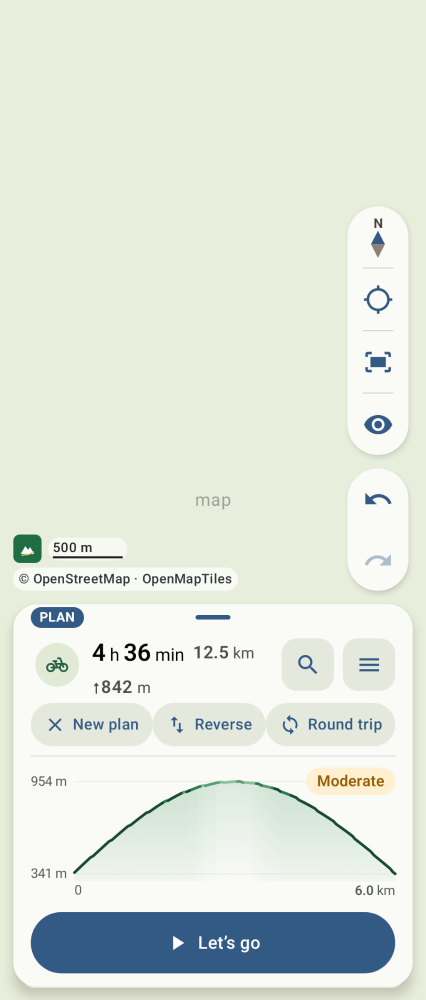 N
map
500 m
© OpenStreetMap · OpenMapTiles
PLAN
4 h 36 min 12.5 km
↑842 m
New plan Reverse Round trip
954 m Moderate
341 m
0 6.0 km
Let’s go